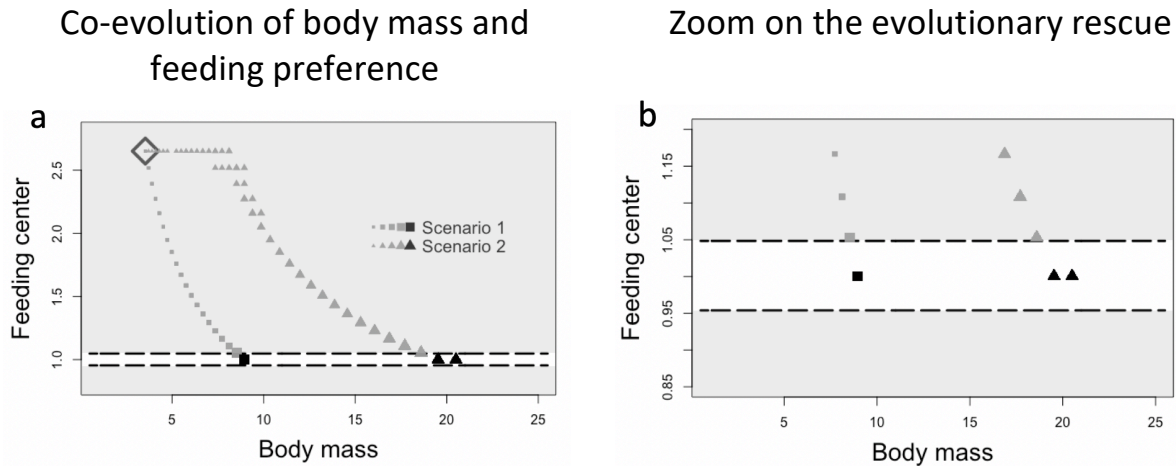 Co-evolution of body mass and
feeding preference
Zoom on the evolutionary rescue
a
2.5
2.0
1.5
1.0
Feeding center
Scenario 1
Scenario 2
5
10
15
20
25
Body mass
b
1.15
1.05
0.95
0.85
Feeding center
5
10
15
20
25
Body mass